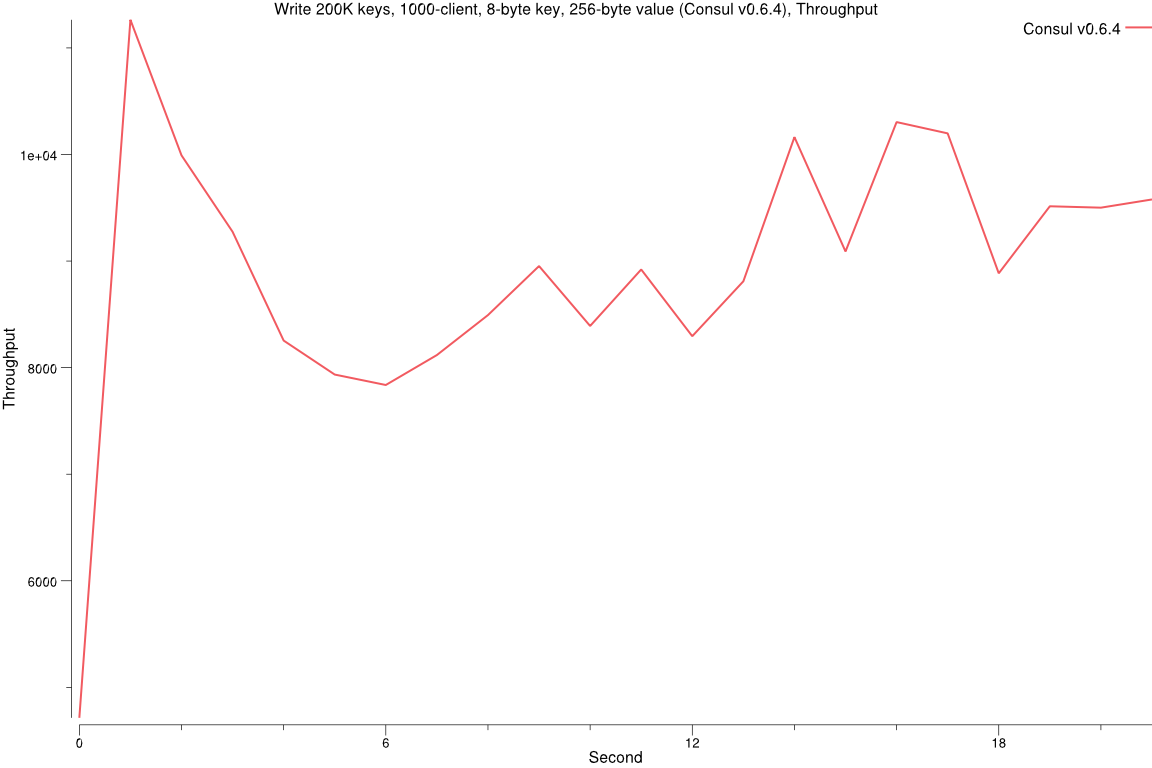 Write 200K keys, 1000-client, 8-byte key, 256-byte value (Consul v0.6.4), Throughput
Consul v0.6.4
1e+04
8000
6000
Throughput
0 6 12 18
Second